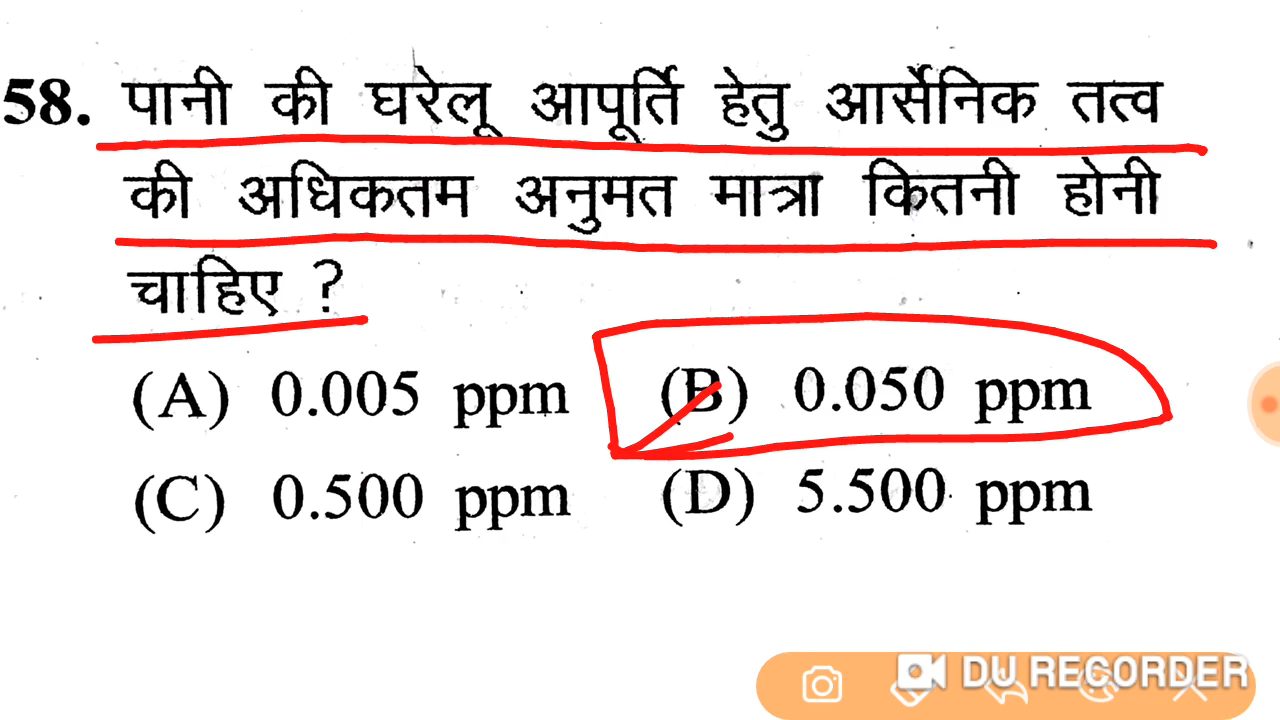 58. पानी की घरेलू आपूर्ति हेतु आर्सेनिक तत्व
की अधिकतम अनुमत मात्रा कितनी होनी
चाहिए ?
(A) 0.005 ppm (B) 0.050 ppm
(C) 0.500 ppm (D) 5.500 ppm
DU RECORDER